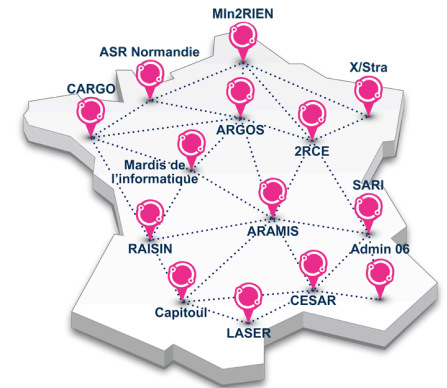 MIn2RIEN
ASR Normandie
X/Stra
CARGO
ARGOS
2RCE
Mardis de
l'informatique
SARI
ARAMIS
RAISIN
Admin 06
Capitoul
CESAR
LASER